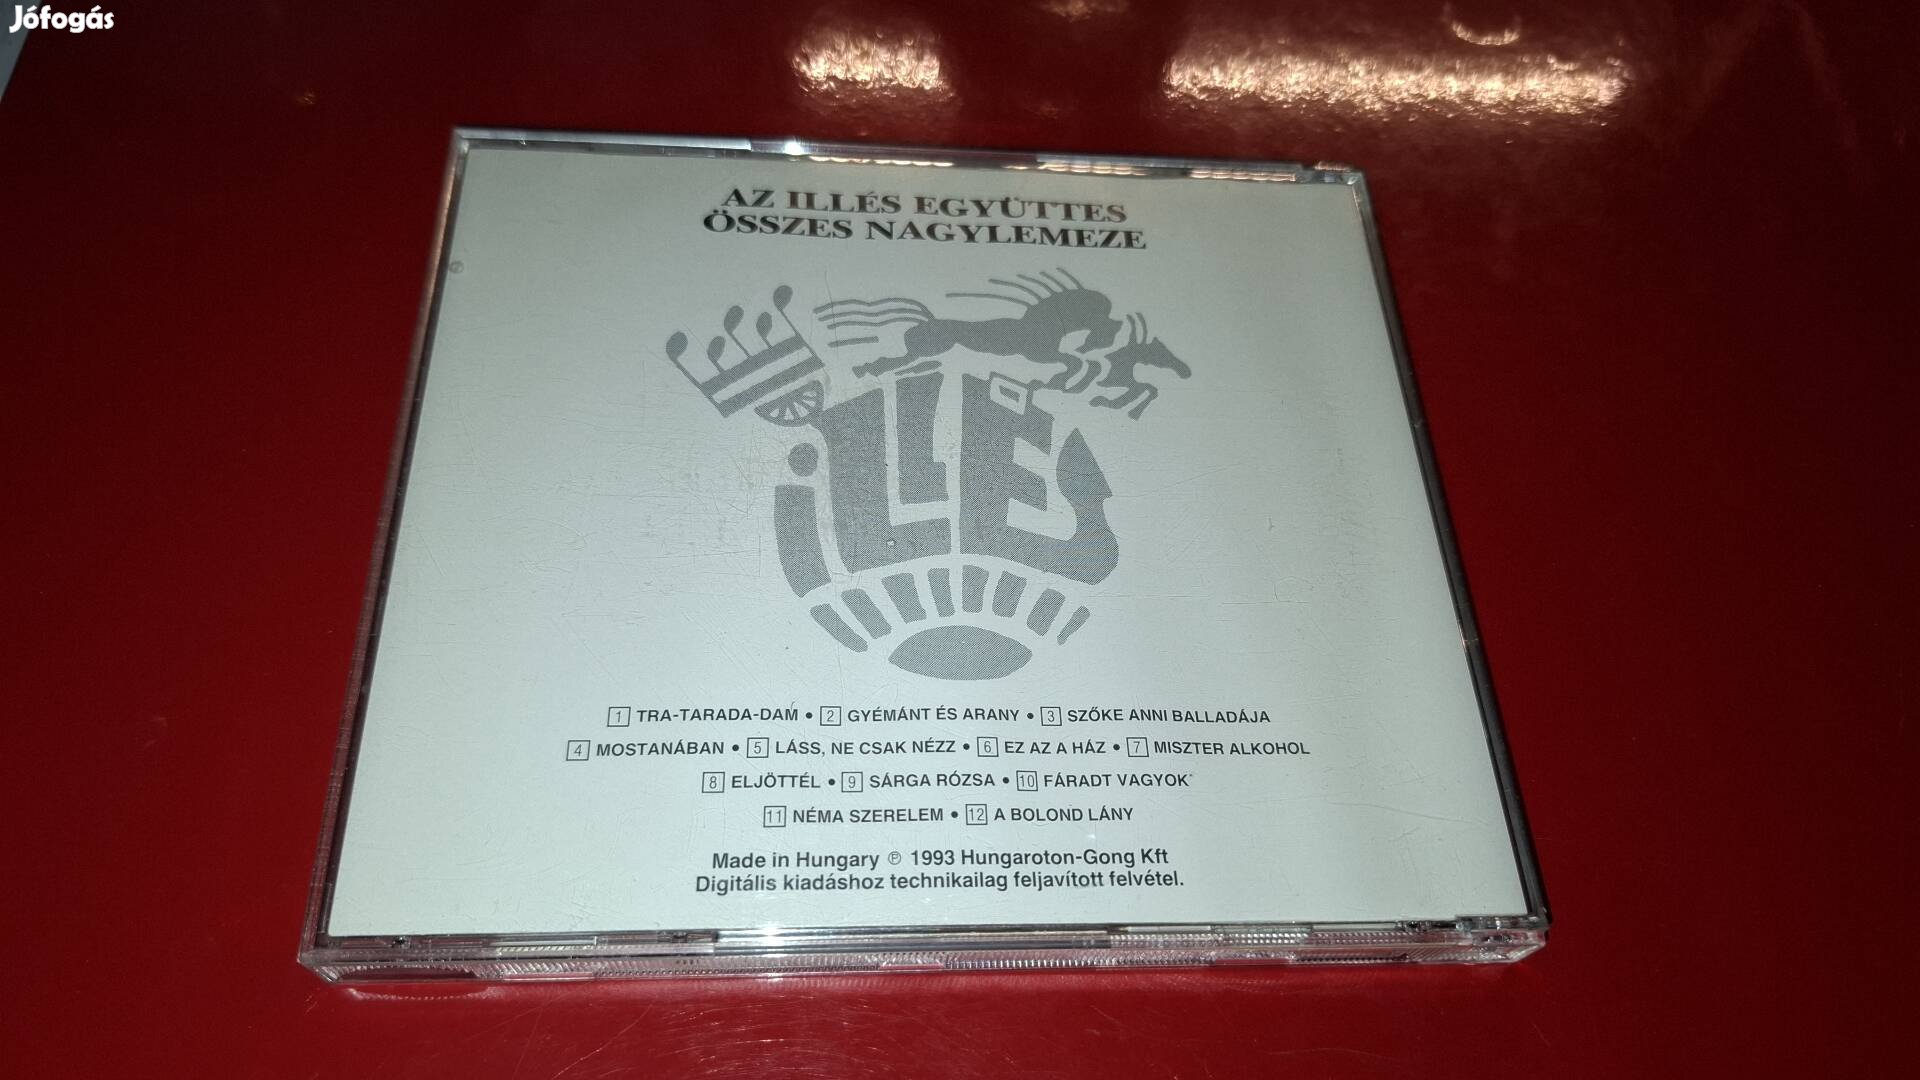 Jófogás
AZ ILLÉS EGYÜTTES
ÖSSZES NAGYLEMEZE
iLLÉS
1 TRA-TARADA-DAM • 2 GYÉMÁNT ÉS ARANY • 3 SZŐKE ANNI BALLADÁJA
4 MOSTANÁBAN • 5 LÁSS, NE CSAK NÉZZ • 6 EZ AZ A HÁZ • 7 MISZTER ALKOHOL
8 ELJÖTTÉL • 9 SÁRGA RÓZSA • 10 FÁRADT VAGYOK
11 NÉMA SZERELEM • 12 A BOLOND LÁNY
Made in Hungary ℗ 1993 Hungaroton-Gong Kft
Digitális kiadáshoz technikailag feljavított felvétel.